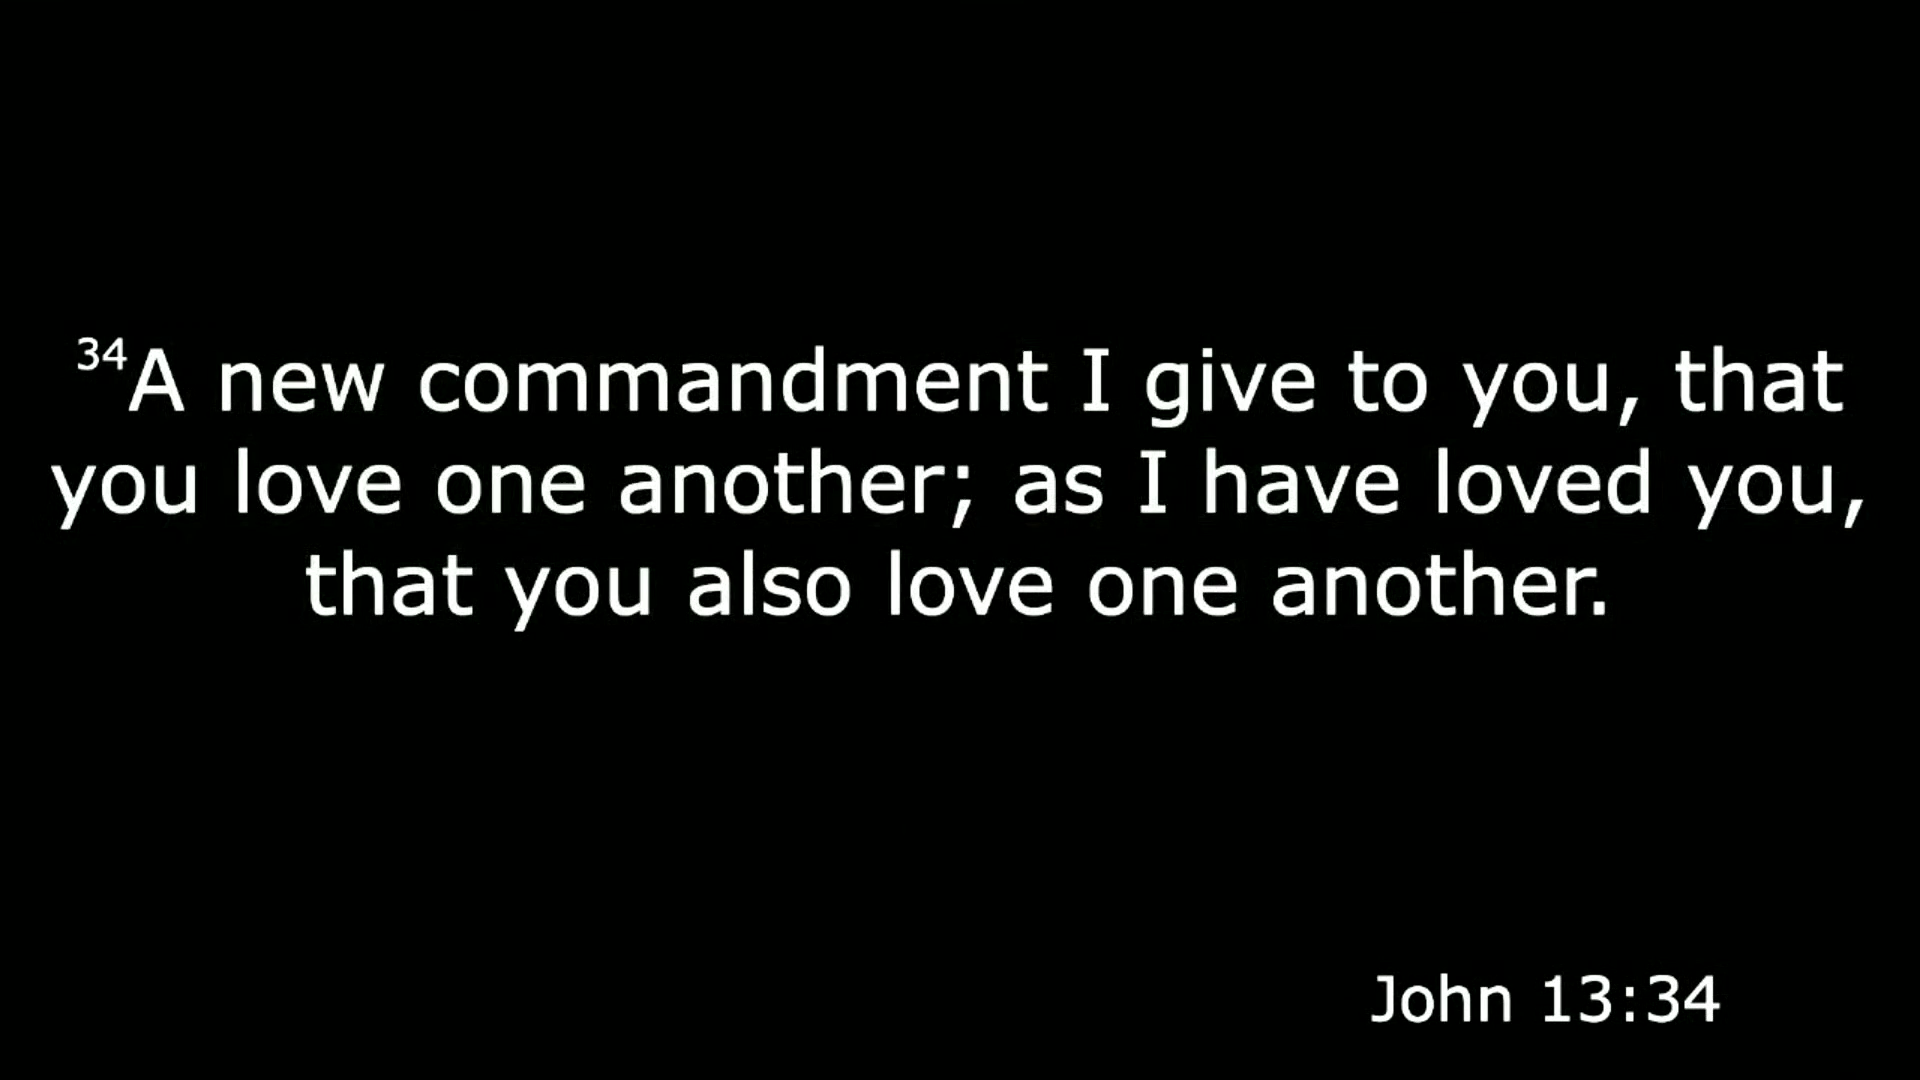 ³⁴A new commandment I give to you, that
you love one another; as I have loved you,
that you also love one another.
John 13:34